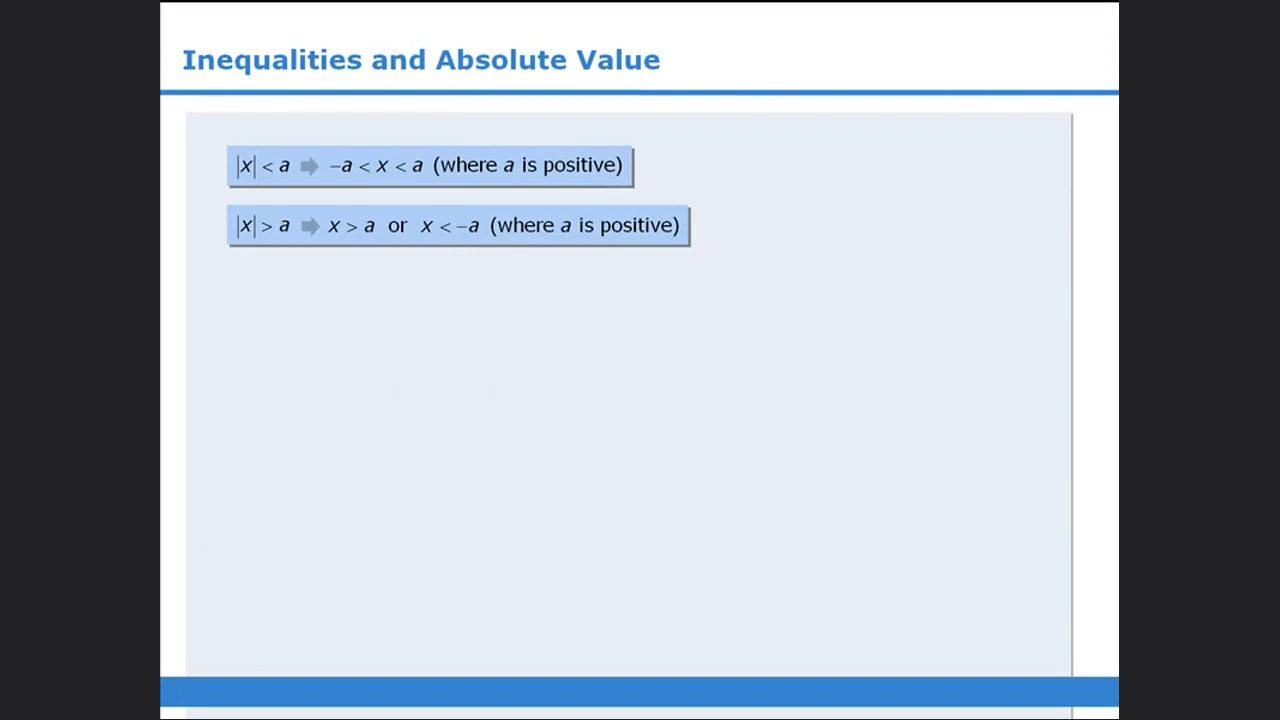 Inequalities and Absolute Value
|x| < a ➡ −a < x < a (where a is positive)
|x| > a ➡ x > a or x < −a (where a is positive)